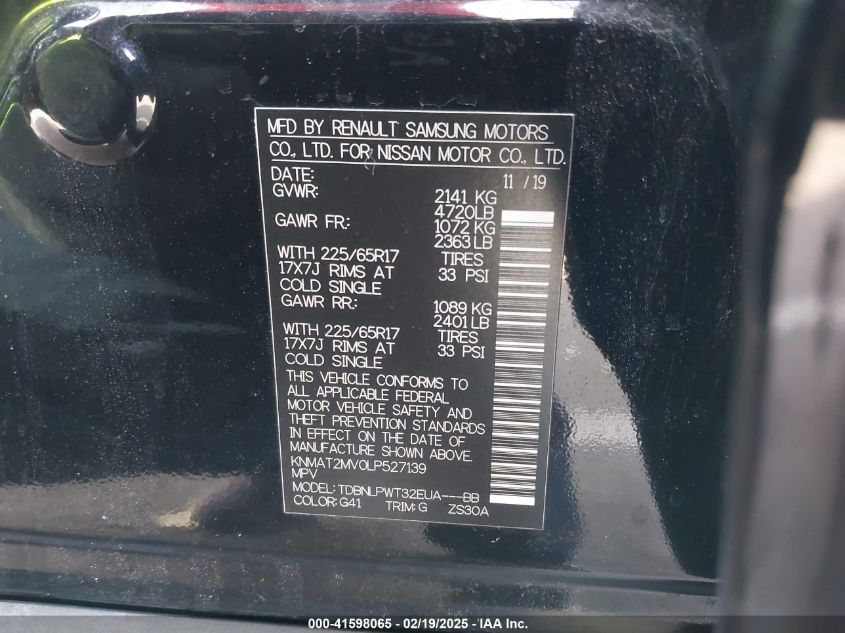 MFD BY RENAULT SAMSUNG MOTORS
CO., LTD. FOR NISSAN MOTOR CO., LTD.
DATE: 11 / 19
GVWR: 2141 KG
4720LB
GAWR FR: 1072 KG
2363 LB
WITH 225/65R17 TIRES
17X7J RIMS AT 33 PSI
COLD SINGLE
GAWR RR: 1089 KG
2401 LB
WITH 225/65R17 TIRES
17X7J RIMS AT 33 PSI
COLD SINGLE
THIS VEHICLE CONFORMS TO
ALL APPLICABLE FEDERAL
MOTOR VEHICLE SAFETY AND
THEFT PREVENTION STANDARDS
IN EFFECT ON THE DATE OF
MANUFACTURE SHOWN ABOVE.
KNMAT2MV0LP527139
MPV
MODEL: TDBNLPWT32EUA---BB
COLOR: G41 TRIM: G ZS30A
000-41598065 - 02/19/2025 - IAA Inc.